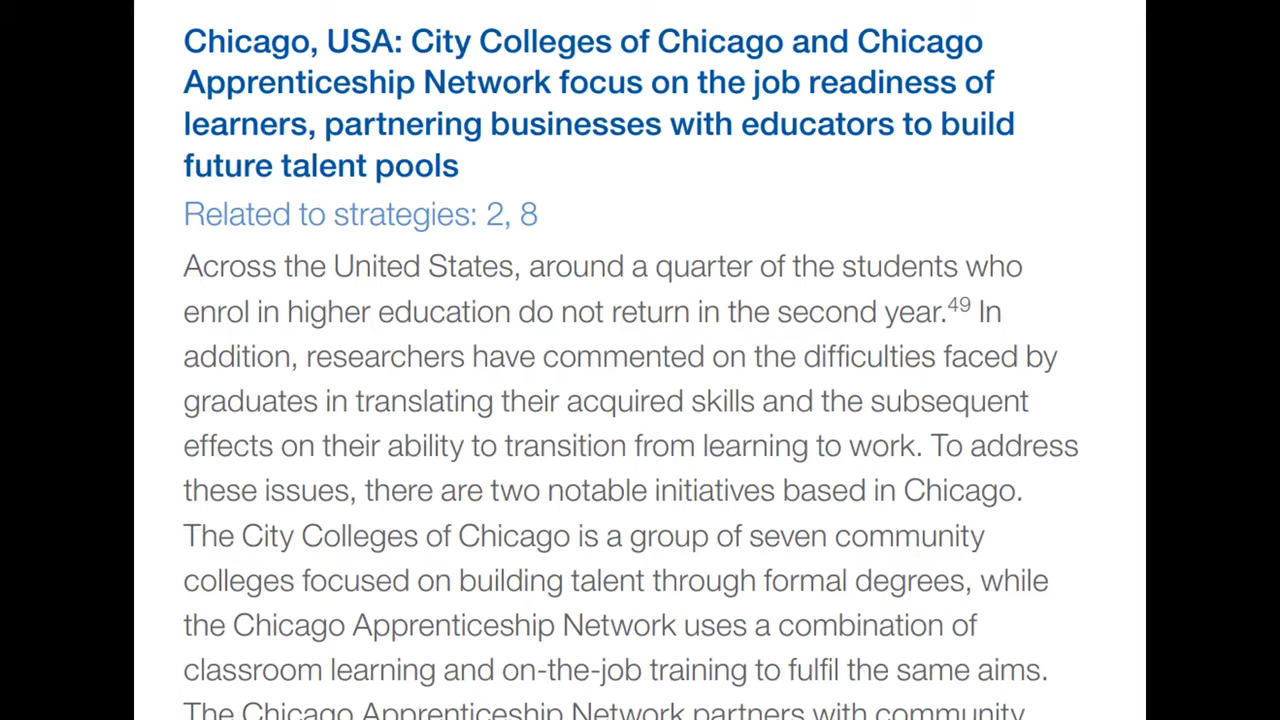 Chicago, USA: City Colleges of Chicago and Chicago
Apprenticeship Network focus on the job readiness of
learners, partnering businesses with educators to build
future talent pools
Related to strategies: 2, 8
Across the United States, around a quarter of the students who
enrol in higher education do not return in the second year.49 In
addition, researchers have commented on the difficulties faced by
graduates in translating their acquired skills and the subsequent
effects on their ability to transition from learning to work. To address
these issues, there are two notable initiatives based in Chicago.
The City Colleges of Chicago is a group of seven community
colleges focused on building talent through formal degrees, while
the Chicago Apprenticeship Network uses a combination of
classroom learning and on-the-job training to fulfil the same aims.
The Chicago Apprenticeship Network partners with community